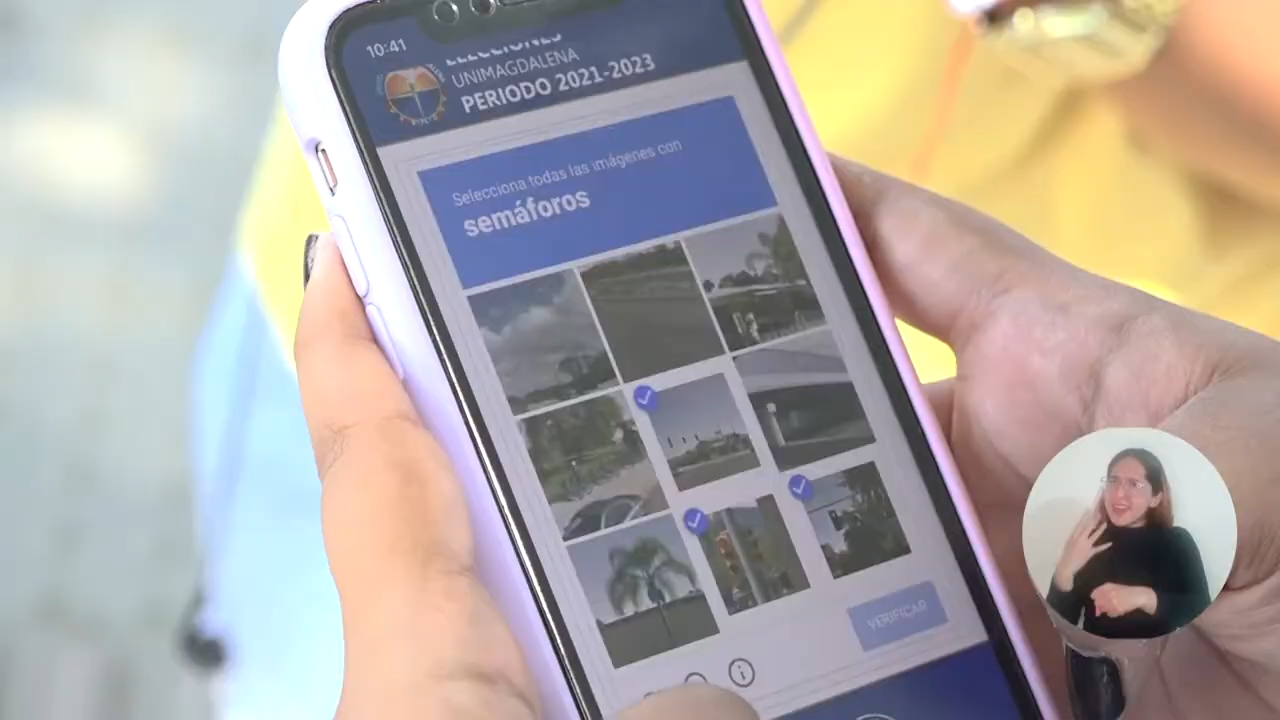 10:41
ELECCIONES
UNIMAGDALENA
PERIODO 2021-2023
Selecciona todas las imágenes con
semáforos
VERIFICAR